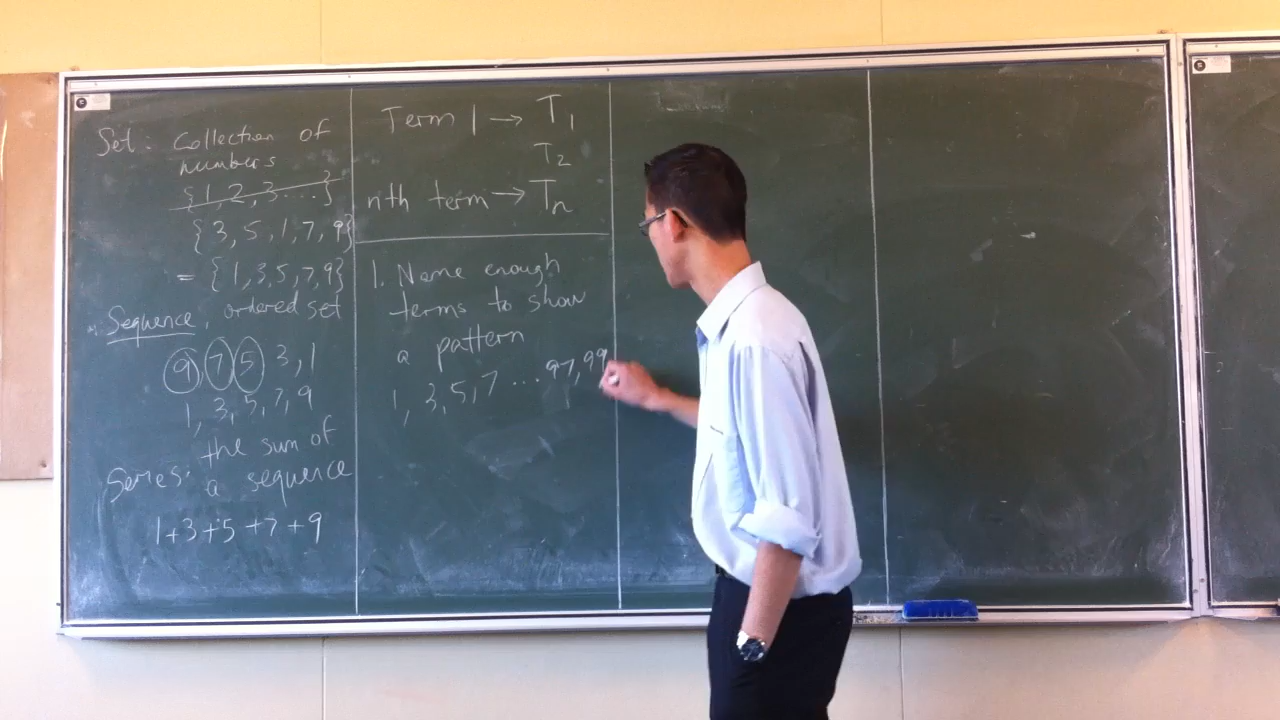 Set: Collection of
numbers
{1, 2, 3....}
{3, 5, 1, 7, 9}
= {1, 3, 5, 7, 9}
Sequence: ordered set
9, 7, 5, 3, 1
1, 3, 5, 7, 9
Series: the sum of
a sequence
1+3+5+7+9
Term 1 → T1
T2
nth term → Tn
1. Name enough
terms to show
a pattern
1, 3, 5, 7 ... 97, 99